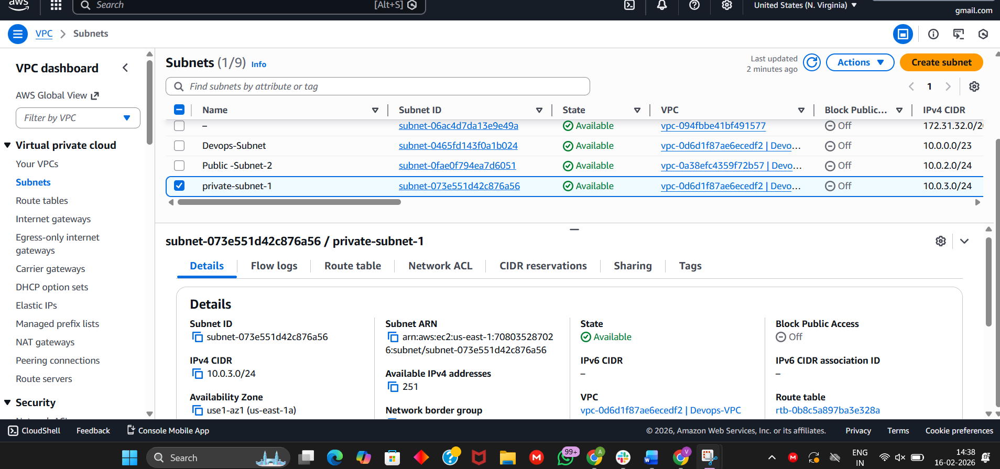 aws
Search
[Alt+S]
United States (N. Virginia)
gmail.com
VPC
Subnets
VPC dashboard
AWS Global View
Filter by VPC
Virtual private cloud
Your VPCs
Subnets
Route tables
Internet gateways
Egress-only internet
gateways
Carrier gateways
DHCP option sets
Elastic IPs
Managed prefix lists
NAT gateways
Peering connections
Route servers
Security
Subnets (1/9) Info
Last updated
2 minutes ago
Actions
Create subnet
Find subnets by attribute or tag
1
Name Subnet ID State VPC Block Public... IPv4 CIDR
– subnet-06ac4d7da13e9e49a Available vpc-094fbbe41bf491577 Off 172.31.32.0/20
Devops-Subnet subnet-0465fd143f0a1b024 Available vpc-0d6d1f87ae6ecedf2 | Devo... Off 10.0.0.0/23
Public -Subnet-2 subnet-0fae0f794ea7d6051 Available vpc-0a38efc4359f72b57 | Devo... Off 10.0.2.0/24
private-subnet-1 subnet-073e551d42c876a56 Available vpc-0d6d1f87ae6ecedf2 | Devo... Off 10.0.3.0/24
subnet-073e551d42c876a56 / private-subnet-1
Details Flow logs Route table Network ACL CIDR reservations Sharing Tags
Details
Subnet ID
subnet-073e551d42c876a56
IPv4 CIDR
10.0.3.0/24
Availability Zone
use1-az1 (us-east-1a)
Subnet ARN
arn:aws:ec2:us-east-1:70803528702
6:subnet/subnet-073e551d42c876a56
Available IPv4 addresses
251
Network border group
State
Available
IPv6 CIDR
–
VPC
vpc-0d6d1f87ae6ecedf2 | Devops-VPC
Block Public Access
Off
IPv6 CIDR association ID
–
Route table
rtb-0b8c5a897ba3e328a
CloudShell Feedback Console Mobile App
© 2026, Amazon Web Services, Inc. or its affiliates. Privacy Terms Cookie preferences
Search
99+
A
V
ENG
IN
14:38
16-02-2026